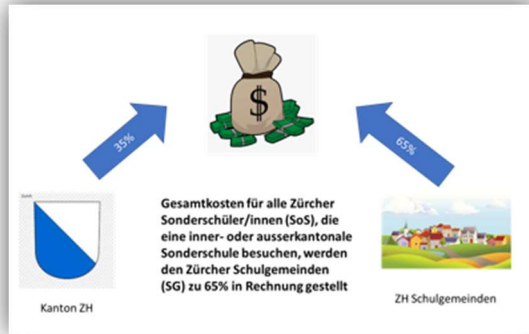 $
35%
65%
Gesamtkosten für alle Zürcher
Sonderschüler/innen (SoS), die
eine inner- oder ausserkantonale
Sonderschule besuchen, werden
den Zürcher Schulgemeinden
(SG) zu 65% in Rechnung gestellt
Kanton ZH
ZH Schulgemeinden